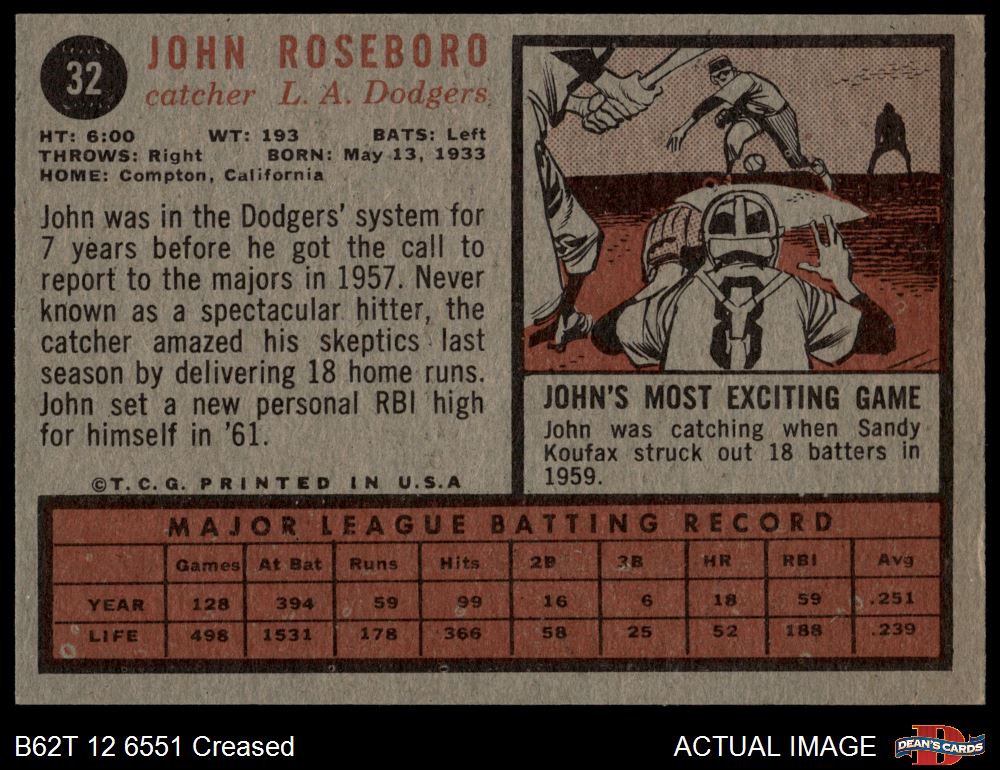 32
JOHN ROSEBORO
catcher L. A. Dodgers
HT: 6:00 WT: 193 BATS: Left
THROWS: Right BORN: May 13, 1933
HOME: Compton, California
John was in the Dodgers' system for
7 years before he got the call to
report to the majors in 1957. Never
known as a spectacular hitter, the
catcher amazed his skeptics last
season by delivering 18 home runs.
John set a new personal RBI high
for himself in '61.
©T. C. G. PRINTED IN U.S.A
8
JOHN'S MOST EXCITING GAME
John was catching when Sandy
Koufax struck out 18 batters in
1959.
MAJOR LEAGUE BATTING RECORD
Games At Bat Runs Hits 2B 3B HR RBI Avg
YEAR 128 394 59 99 16 6 18 59 .251
LIFE 498 1531 178 366 58 25 52 188 .239
B62T 12 6551 Creased ACTUAL IMAGE
D
DEAN'S CARDS